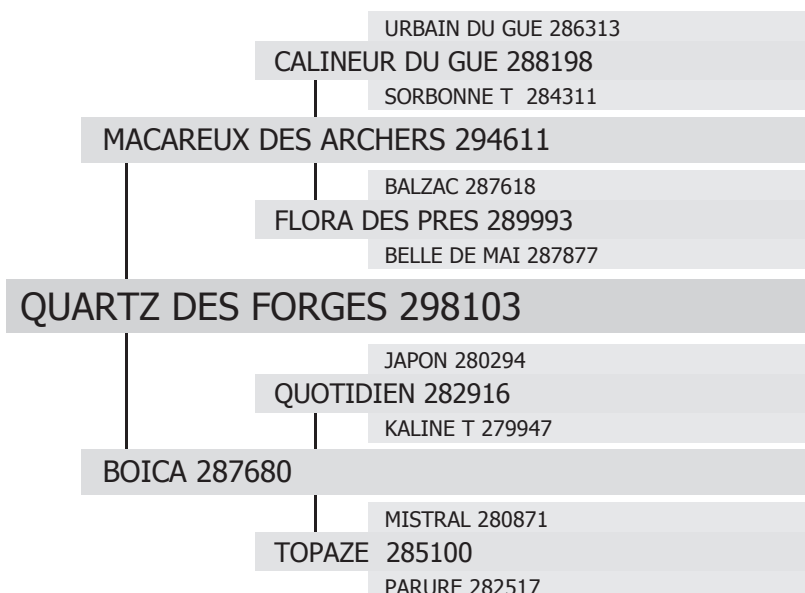 URBAIN DU GUE 286313
CALINEUR DU GUE 288198
SORBONNE T 284311
MACAREUX DES ARCHERS 294611
BALZAC 287618
FLORA DES PRES 289993
BELLE DE MAI 287877
QUARTZ DES FORGES 298103
JAPON 280294
QUOTIDIEN 282916
KALINE T 279947
BOICA 287680
MISTRAL 280871
TOPAZE 285100
PARURE 282517